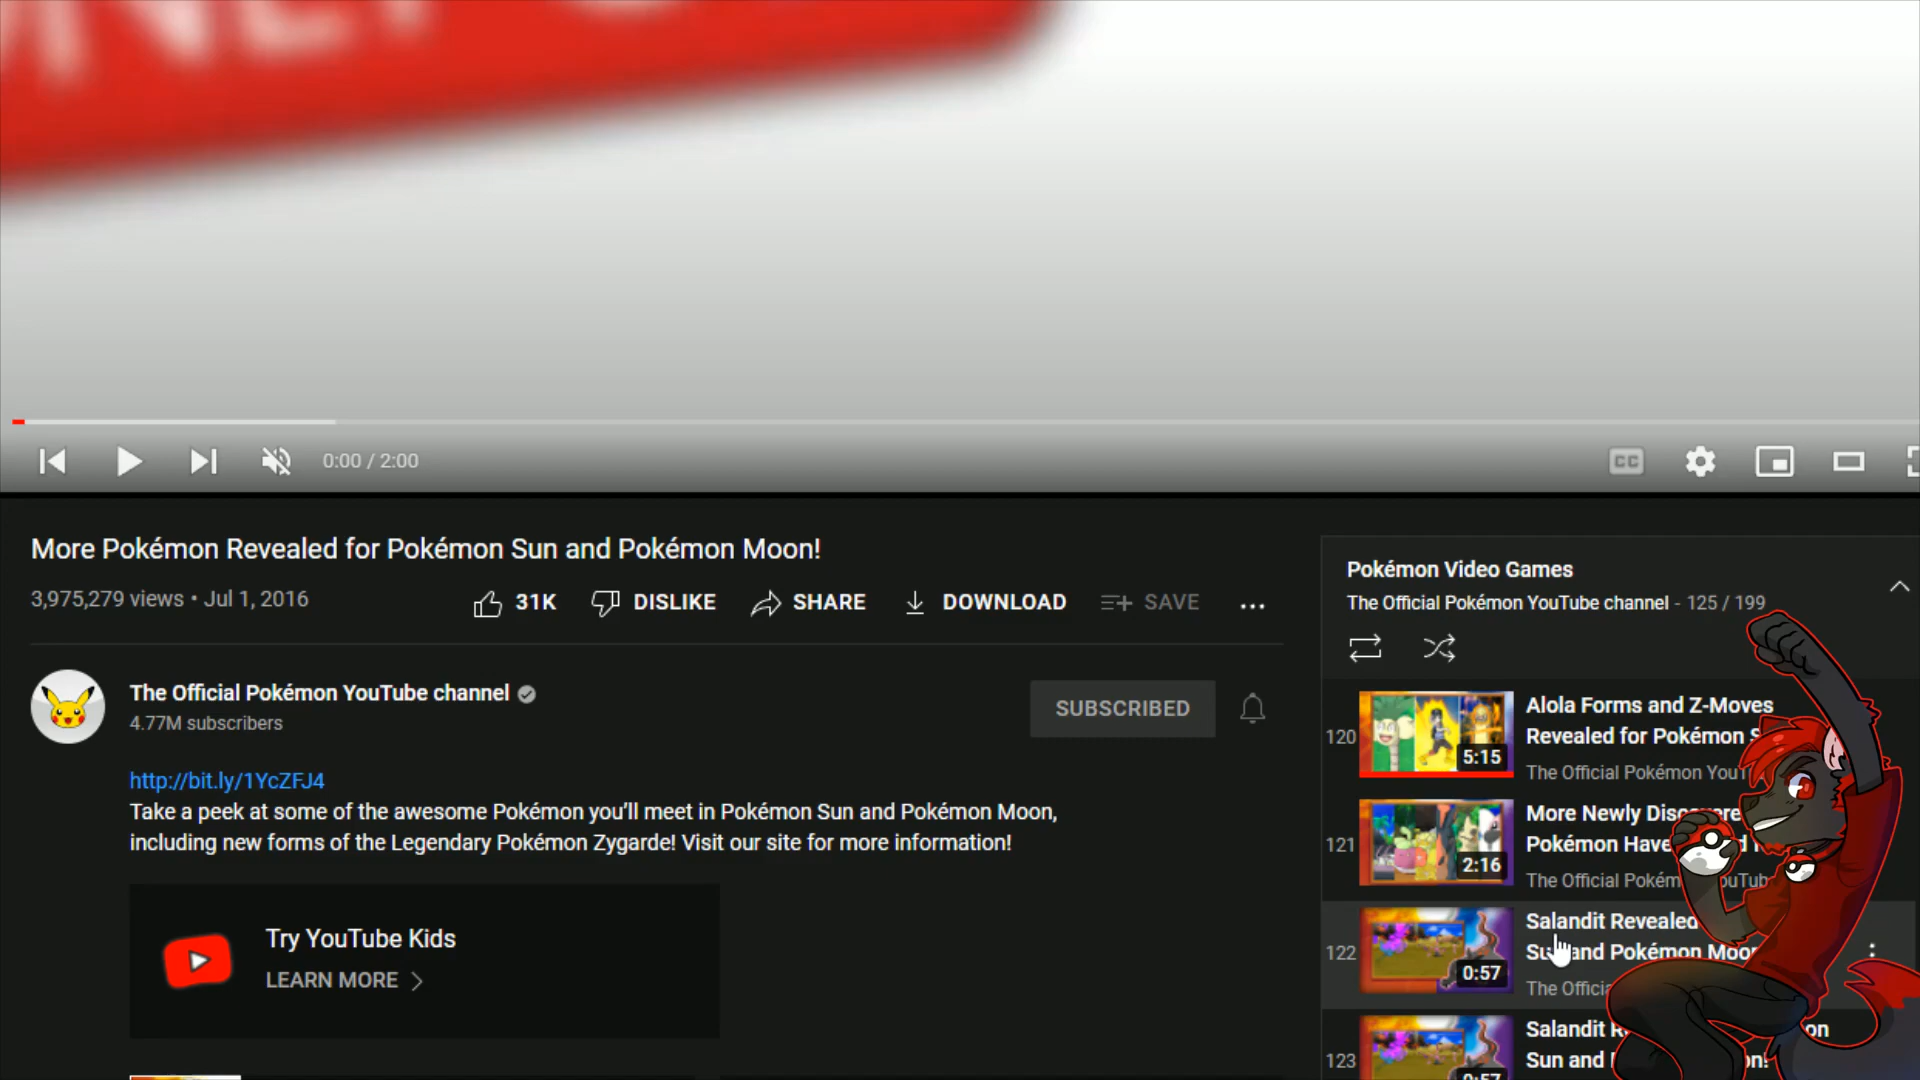 0:00 / 2:00
CC
More Pokémon Revealed for Pokémon Sun and Pokémon Moon!
3,975,279 views • Jul 1, 2016
31K
DISLIKE
SHARE
DOWNLOAD
SAVE
The Official Pokémon YouTube channel
4.77M subscribers
SUBSCRIBED
http://bit.ly/1YcZFJ4
Take a peek at some of the awesome Pokémon you’ll meet in Pokémon Sun and Pokémon Moon,
including new forms of the Legendary Pokémon Zygarde! Visit our site for more information!
Try YouTube Kids
LEARN MORE
Pokémon Video Games
The Official Pokémon YouTube channel - 125 / 199
120
5:15
Alola Forms and Z-Moves
Revealed for Pokémon
The Official Pokémon
121
2:16
More Newly
Pokémon Have
The Official
122
0:57
Salandit Revealed
and Pokémon Moon
The
123
0:57
Salandit
Sun and